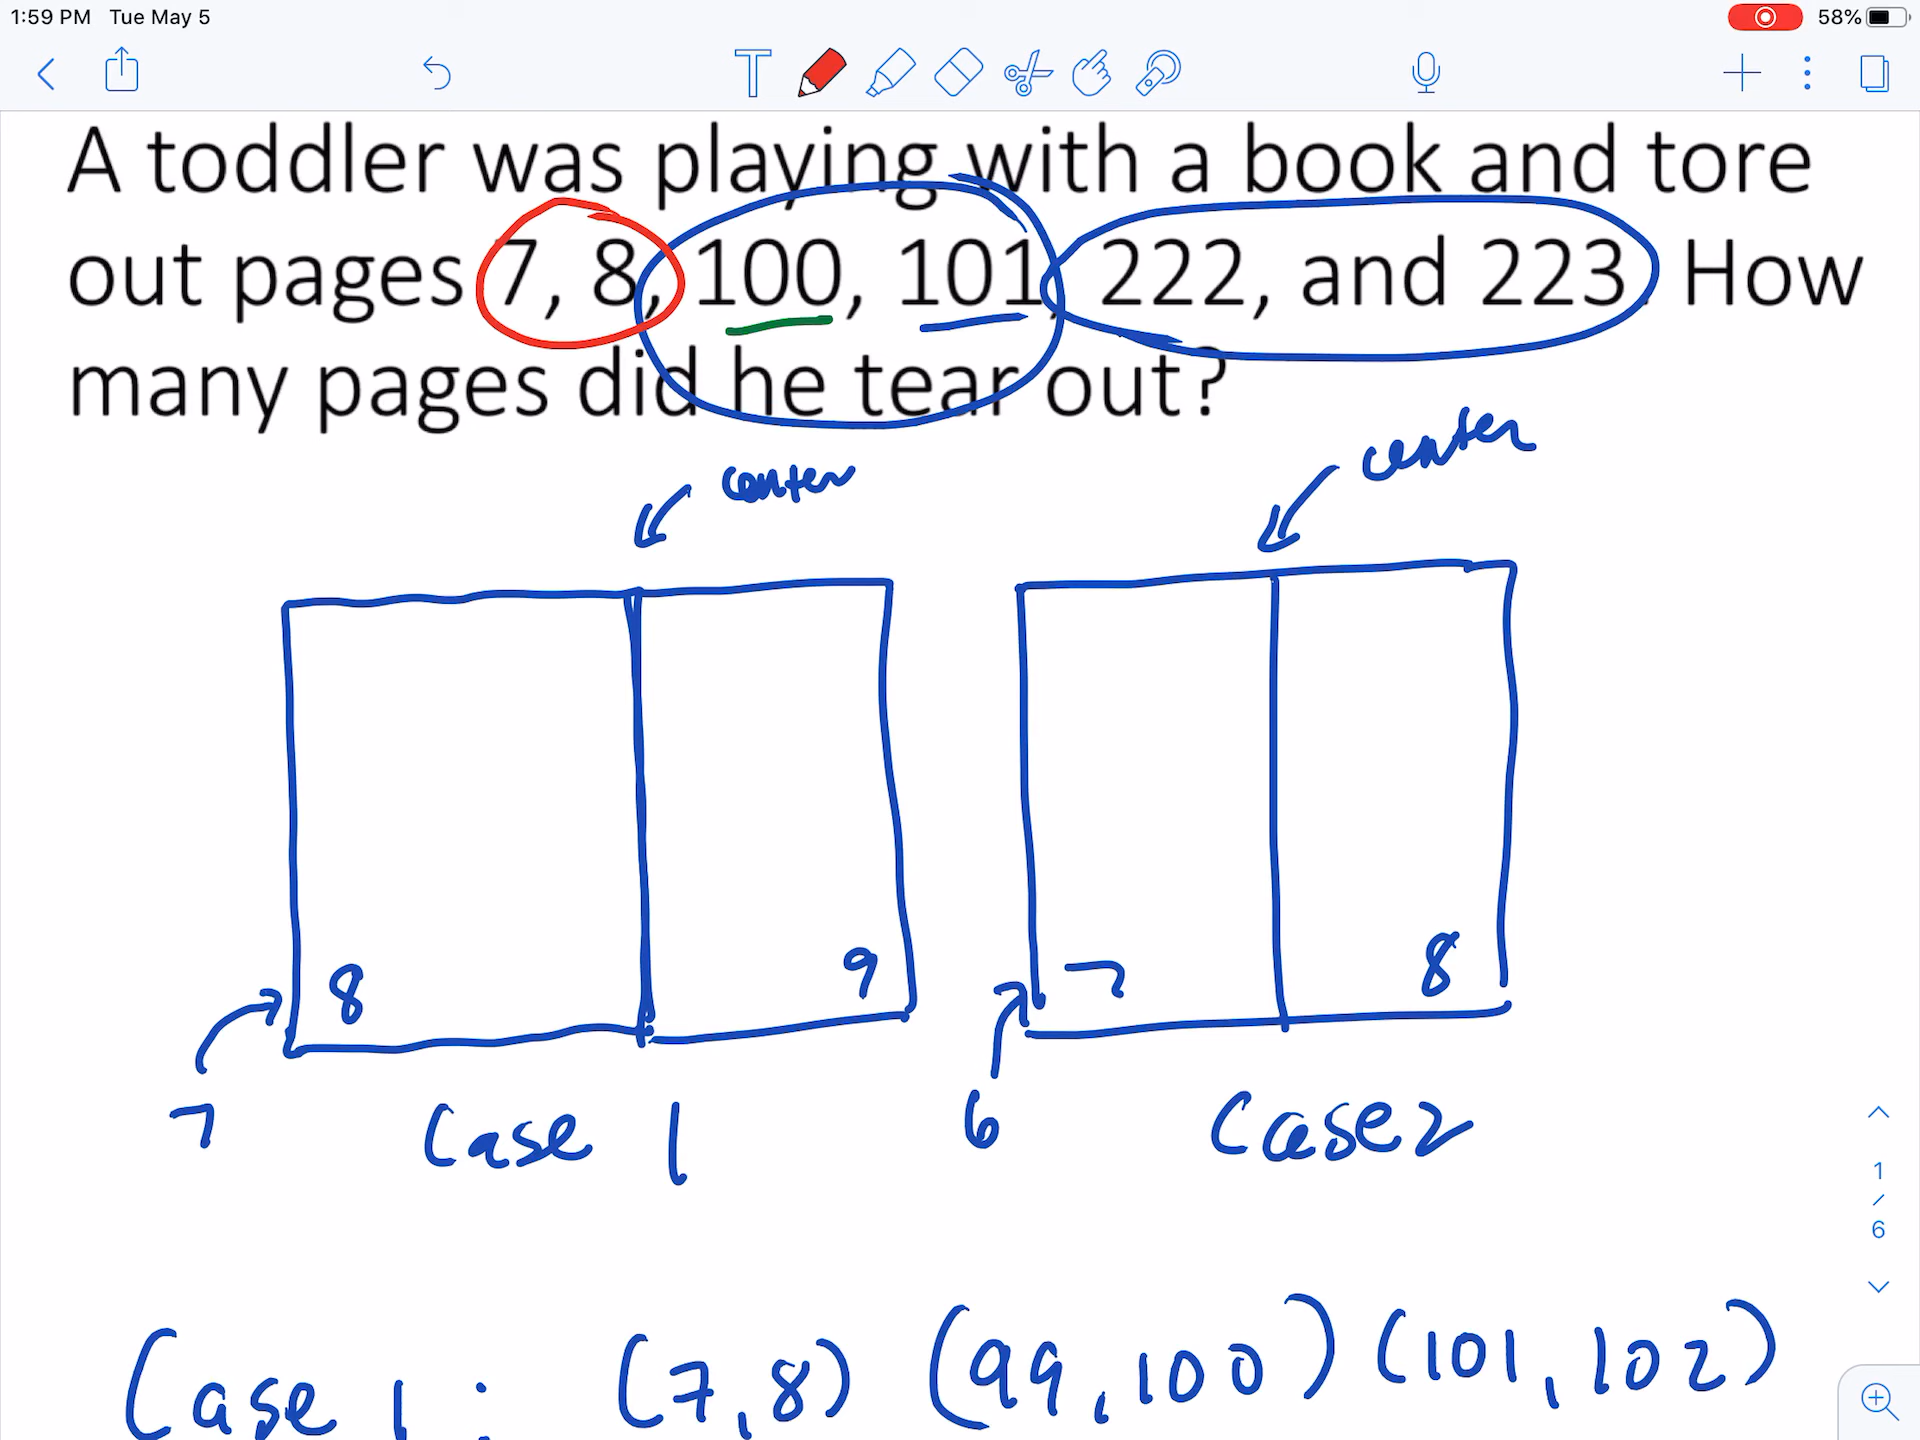 1:59 PM Tue May 5
58%
T
A toddler was playing with a book and tore
out pages 7, 8, 100, 101, 222, and 223. How
many pages did he tear out?
center
center
8
9
7
8
7
6
Case 1
Case 2
1
/
6
Case 1 : (7,8) (99,100) (101,102)